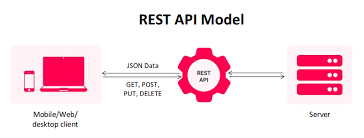 REST API Model
JSON Data
GET, POST,
PUT, DELETE
REST
API
Mobile/Web/
desktop client
Server